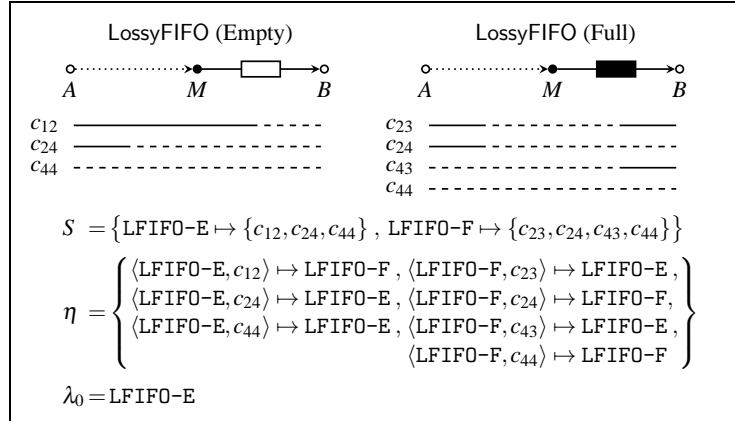 LossyFIFO (Empty)
LossyFIFO (Full)
A M B
A M B
c₁₂
c₂₄
c₄₄
c₂₃
c₂₄
c₄₃
c₄₄
S = {LFIFO-E ↦ {c₁₂, c₂₄, c₄₄} , LFIFO-F ↦ {c₂₃, c₂₄, c₄₃, c₄₄}}
η = { ⟨LFIFO-E, c₁₂⟩ ↦ LFIFO-F , ⟨LFIFO-F, c₂₃⟩ ↦ LFIFO-E ,
⟨LFIFO-E, c₂₄⟩ ↦ LFIFO-E , ⟨LFIFO-F, c₂₄⟩ ↦ LFIFO-F,
⟨LFIFO-E, c₄₄⟩ ↦ LFIFO-E , ⟨LFIFO-F, c₄₃⟩ ↦ LFIFO-E ,
⟨LFIFO-F, c₄₄⟩ ↦ LFIFO-F }
λ₀ = LFIFO-E